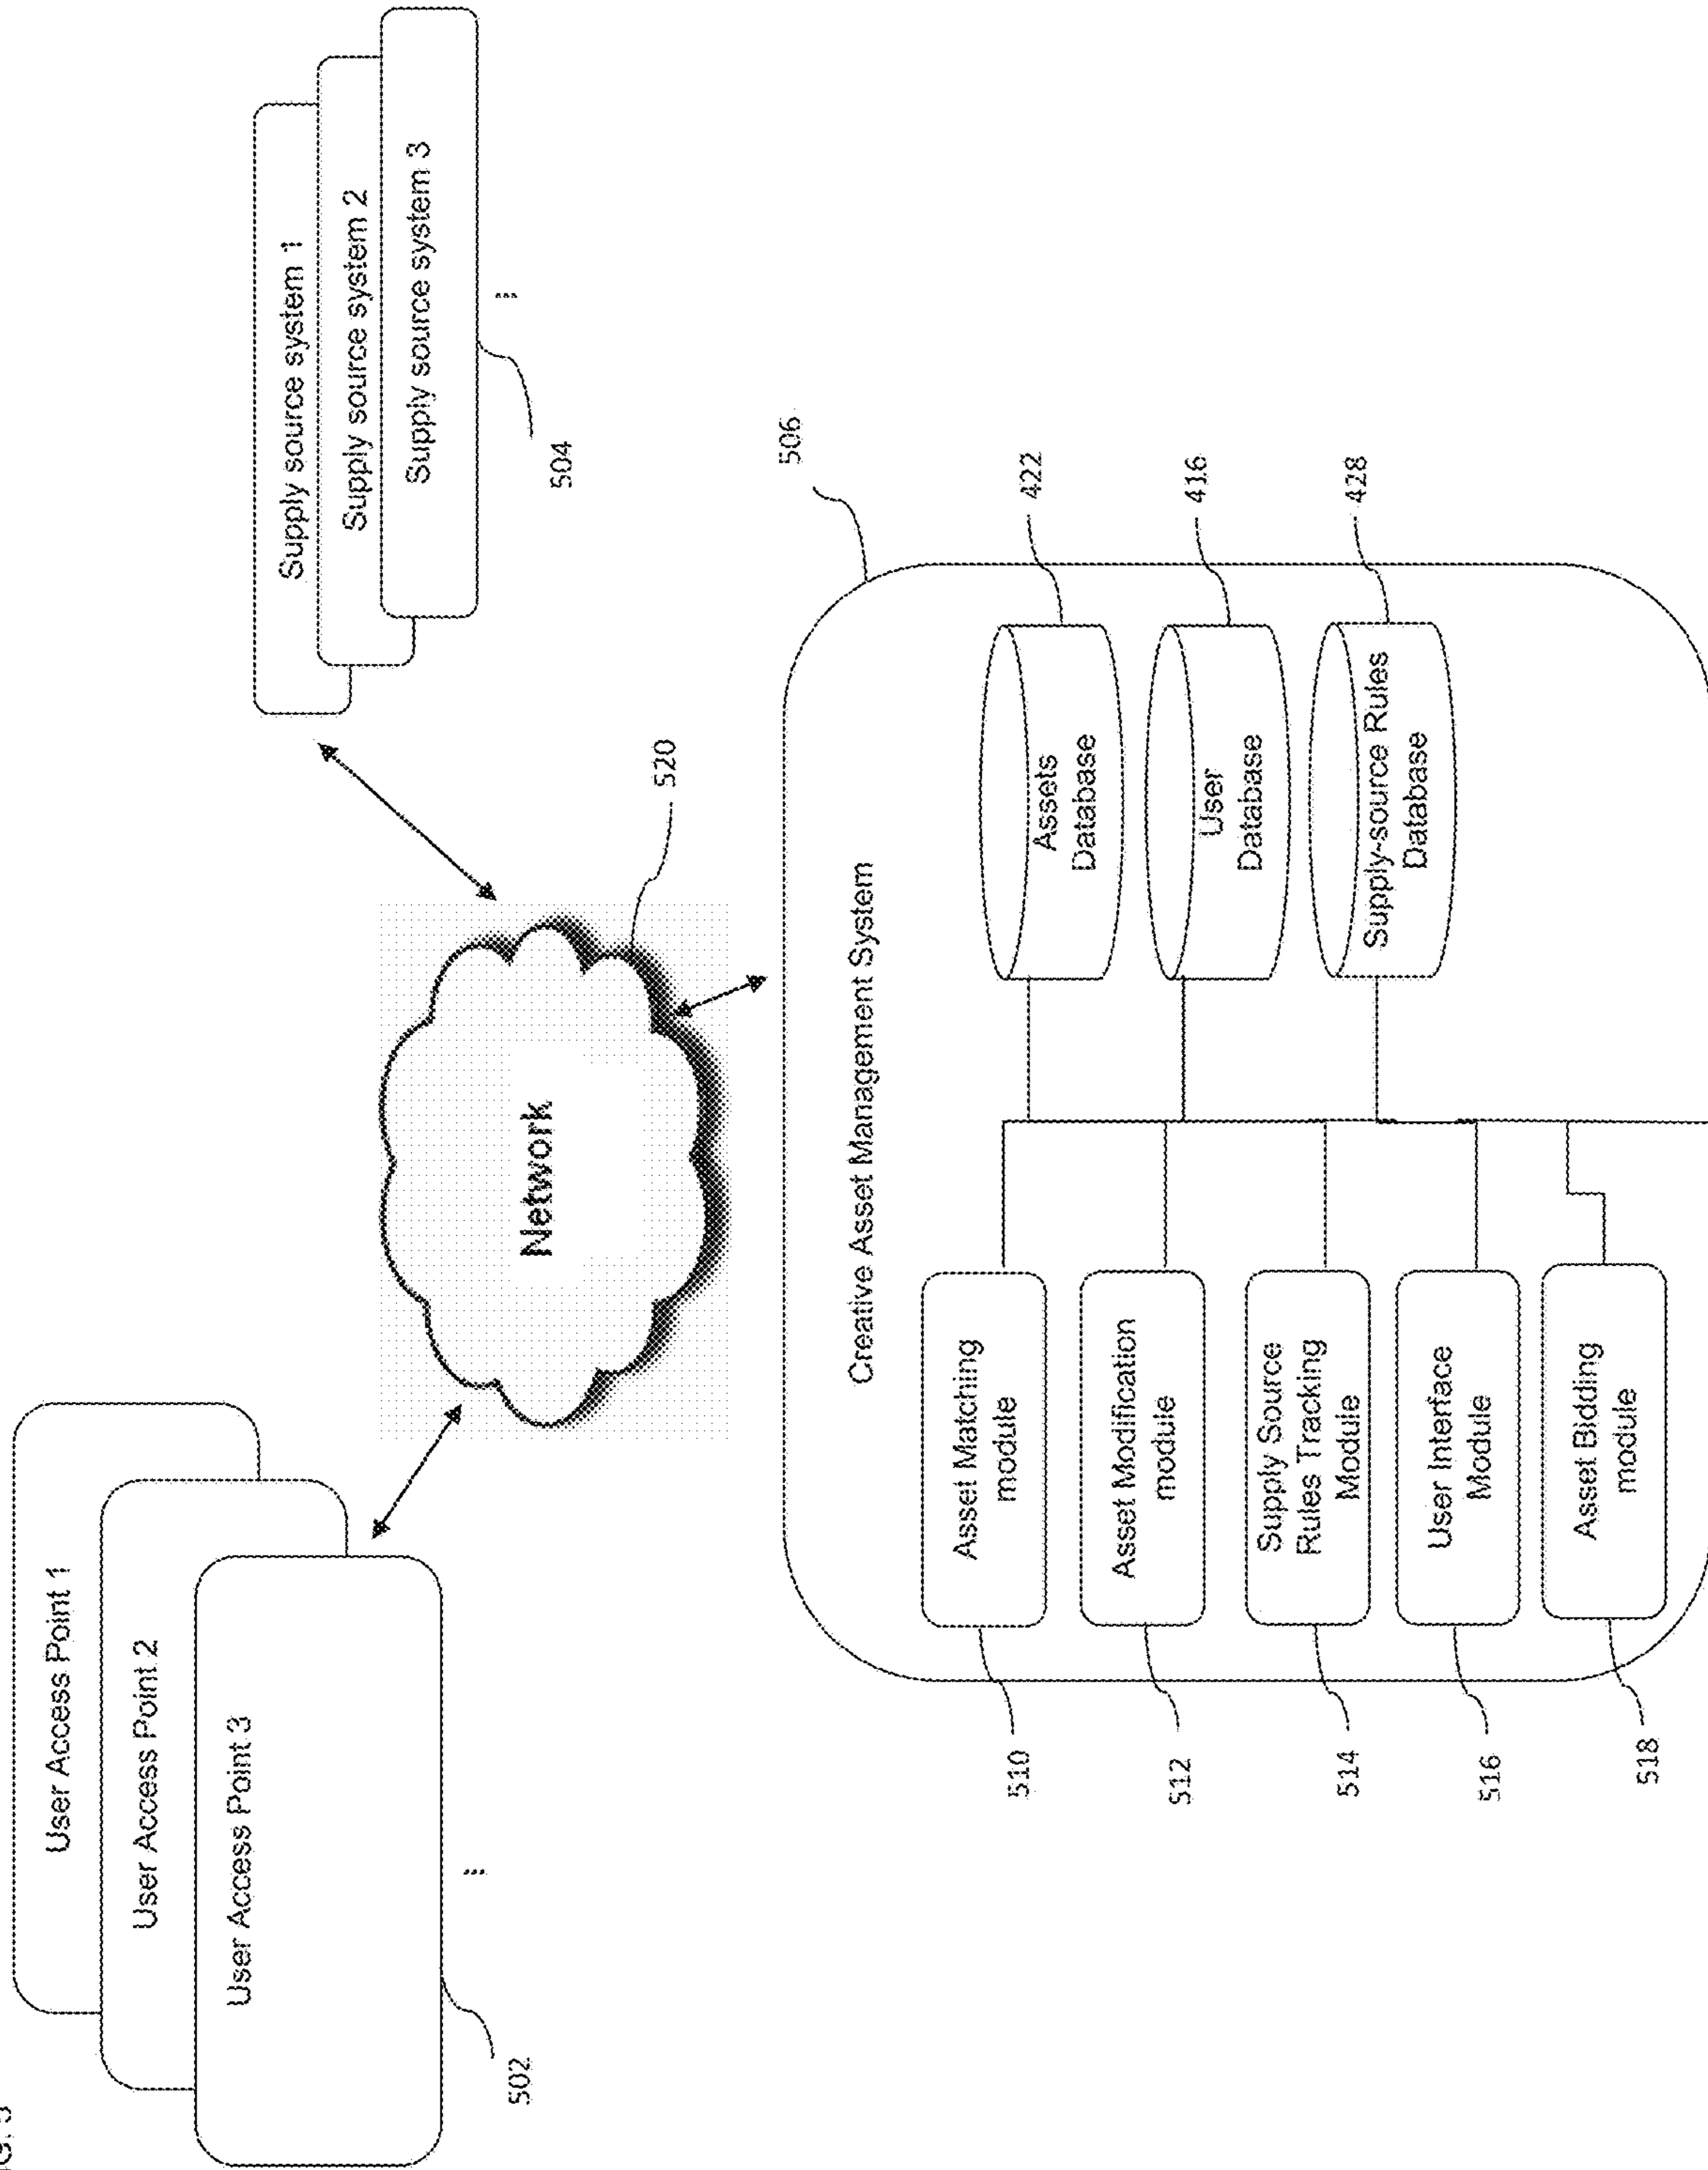 User Access Point 1
User Access Point 2
User Access Point 3
...
502
Supply source system 1
Supply source system 2
Supply source system 3
...
504
Network
520
506
Creative Asset Management System
Asset Matching
module
510
Asset Modification
module
512
Supply Source
Rules Tracking
Module
514
User Interface
Module
516
Asset Bidding
module
518
Assets
Database
422
User
Database
416
Supply-source Rules
Database
428